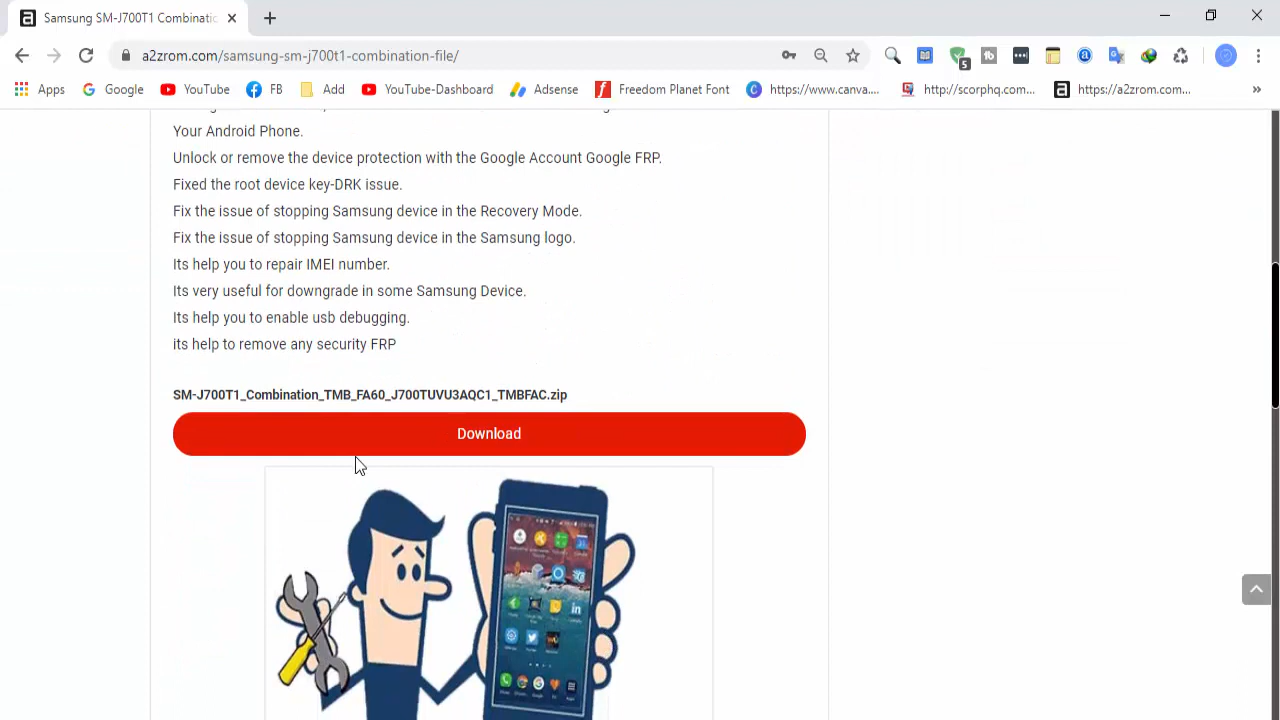 Samsung SM-J700T1 Combinatic
a2zrom.com/samsung-sm-j700t1-combination-file/
5
Apps Google YouTube FB Add YouTube-Dashboard Adsense Freedom Planet Font https://www.canva.... http://scorphq.com... https://a2zrom.com... »
Your Android Phone.
Unlock or remove the device protection with the Google Account Google FRP.
Fixed the root device key-DRK issue.
Fix the issue of stopping Samsung device in the Recovery Mode.
Fix the issue of stopping Samsung device in the Samsung logo.
Its help you to repair IMEI number.
Its very useful for downgrade in some Samsung Device.
Its help you to enable usb debugging.
its help to remove any security FRP
SM-J700T1_Combination_TMB_FA60_J700TUVU3AQC1_TMBFAC.zip
Download